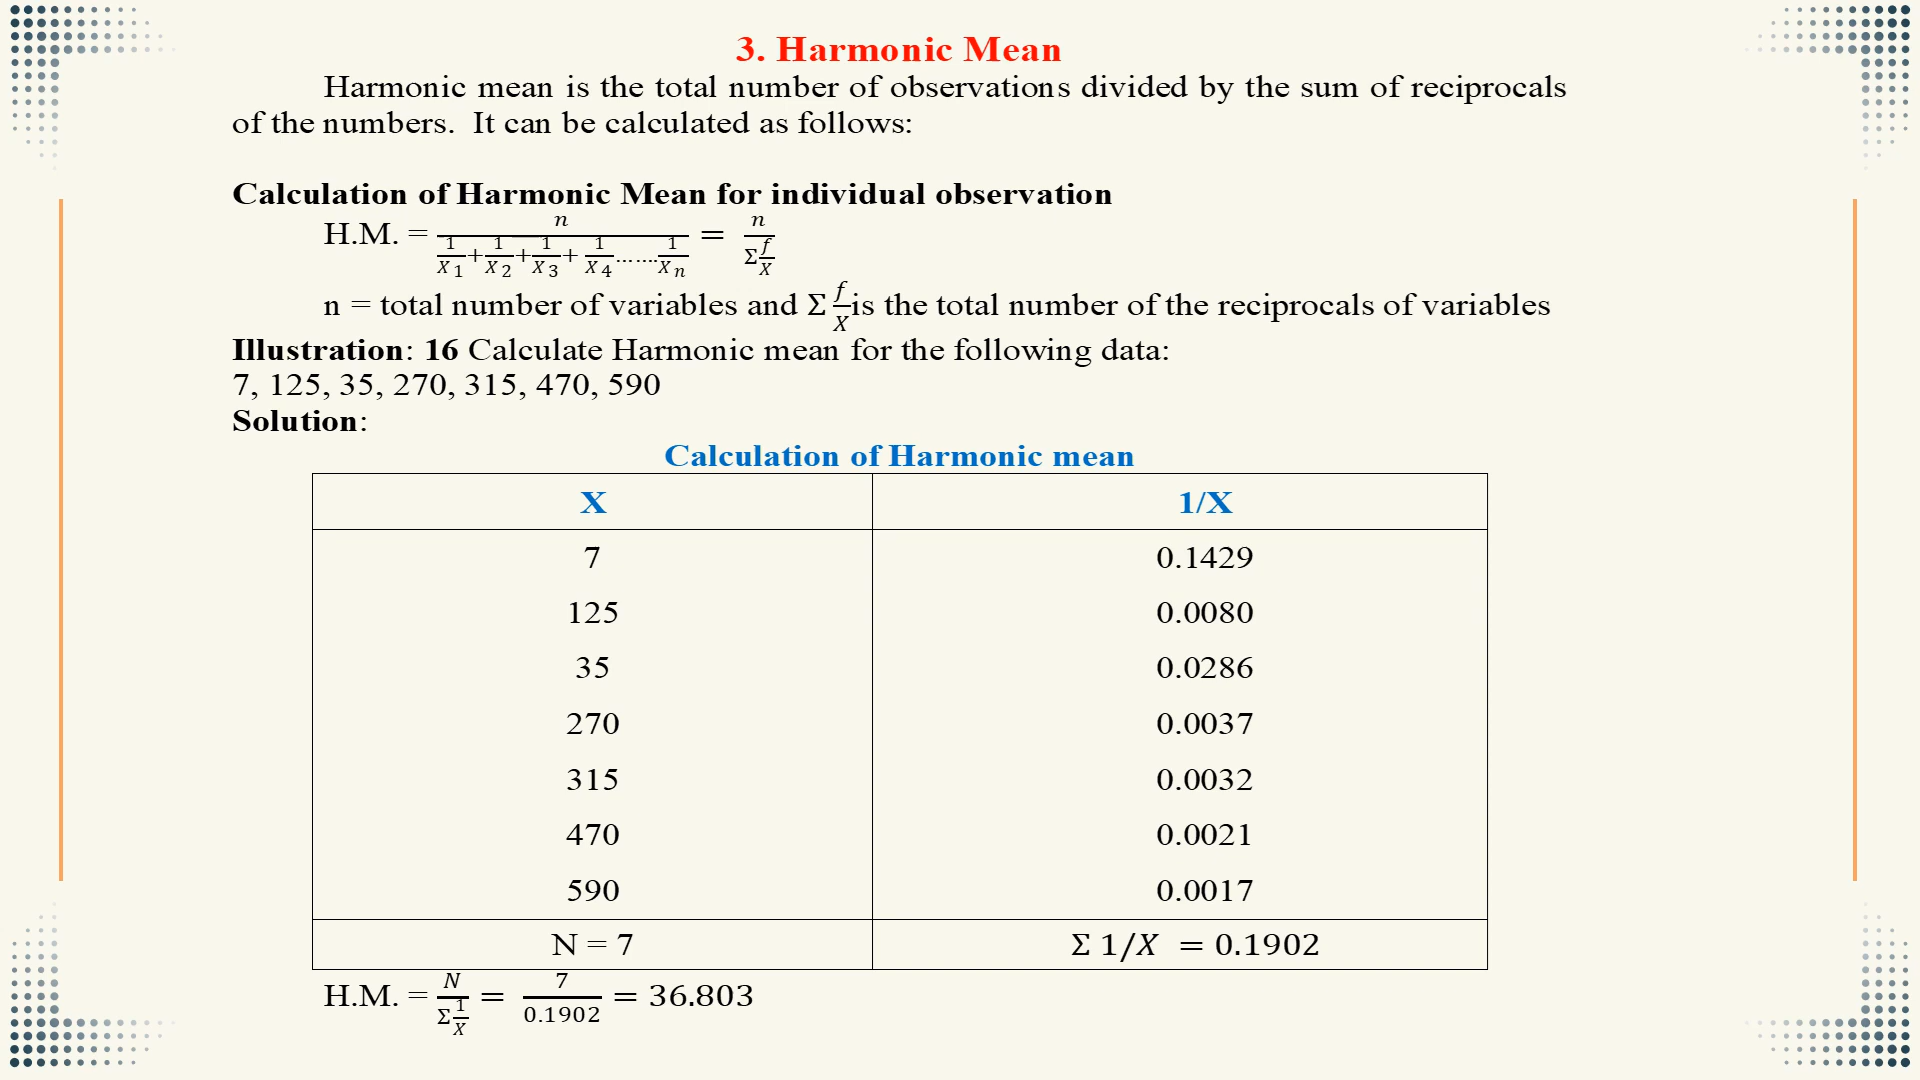 3. Harmonic Mean
Harmonic mean is the total number of observations divided by the sum of reciprocals
of the numbers. It can be calculated as follows:
Calculation of Harmonic Mean for individual observation
H.M. = n / (1/X1 + 1/X2 + 1/X3 + 1/X4 ....... 1/Xn) = n / (Σ f/X)
n = total number of variables and Σ f/X is the total number of the reciprocals of variables
Illustration: 16 Calculate Harmonic mean for the following data:
7, 125, 35, 270, 315, 470, 590
Solution:
Calculation of Harmonic mean
X 1/X
7 0.1429
125 0.0080
35 0.0286
270 0.0037
315 0.0032
470 0.0021
590 0.0017
N = 7 Σ 1/X = 0.1902
H.M. = N / (Σ 1/X) = 7 / 0.1902 = 36.803